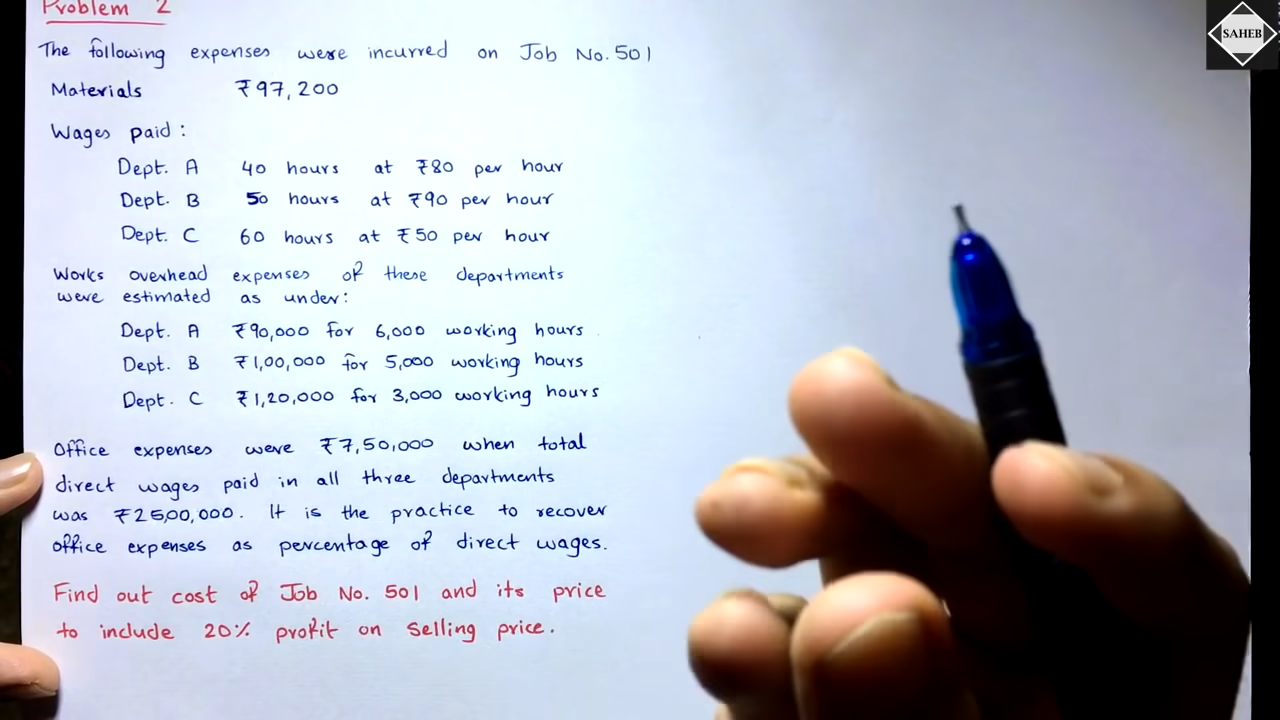 Problem 2
SAHEB
The following expenses were incurred on Job No. 501
Materials ₹97,200
Wages paid:
Dept. A 40 hours at ₹80 per hour
Dept. B 50 hours at ₹90 per hour
Dept. C 60 hours at ₹50 per hour
Works overhead expenses of these departments
were estimated as under:
Dept. A ₹90,000 for 6,000 working hours
Dept. B ₹1,00,000 for 5,000 working hours
Dept. C ₹1,20,000 for 3,000 working hours
Office expenses were ₹7,50,000 when total
direct wages paid in all three departments
was ₹25,00,000. It is the practice to recover
office expenses as percentage of direct wages.
Find out cost of Job No. 501 and its price
to include 20% profit on Selling price.